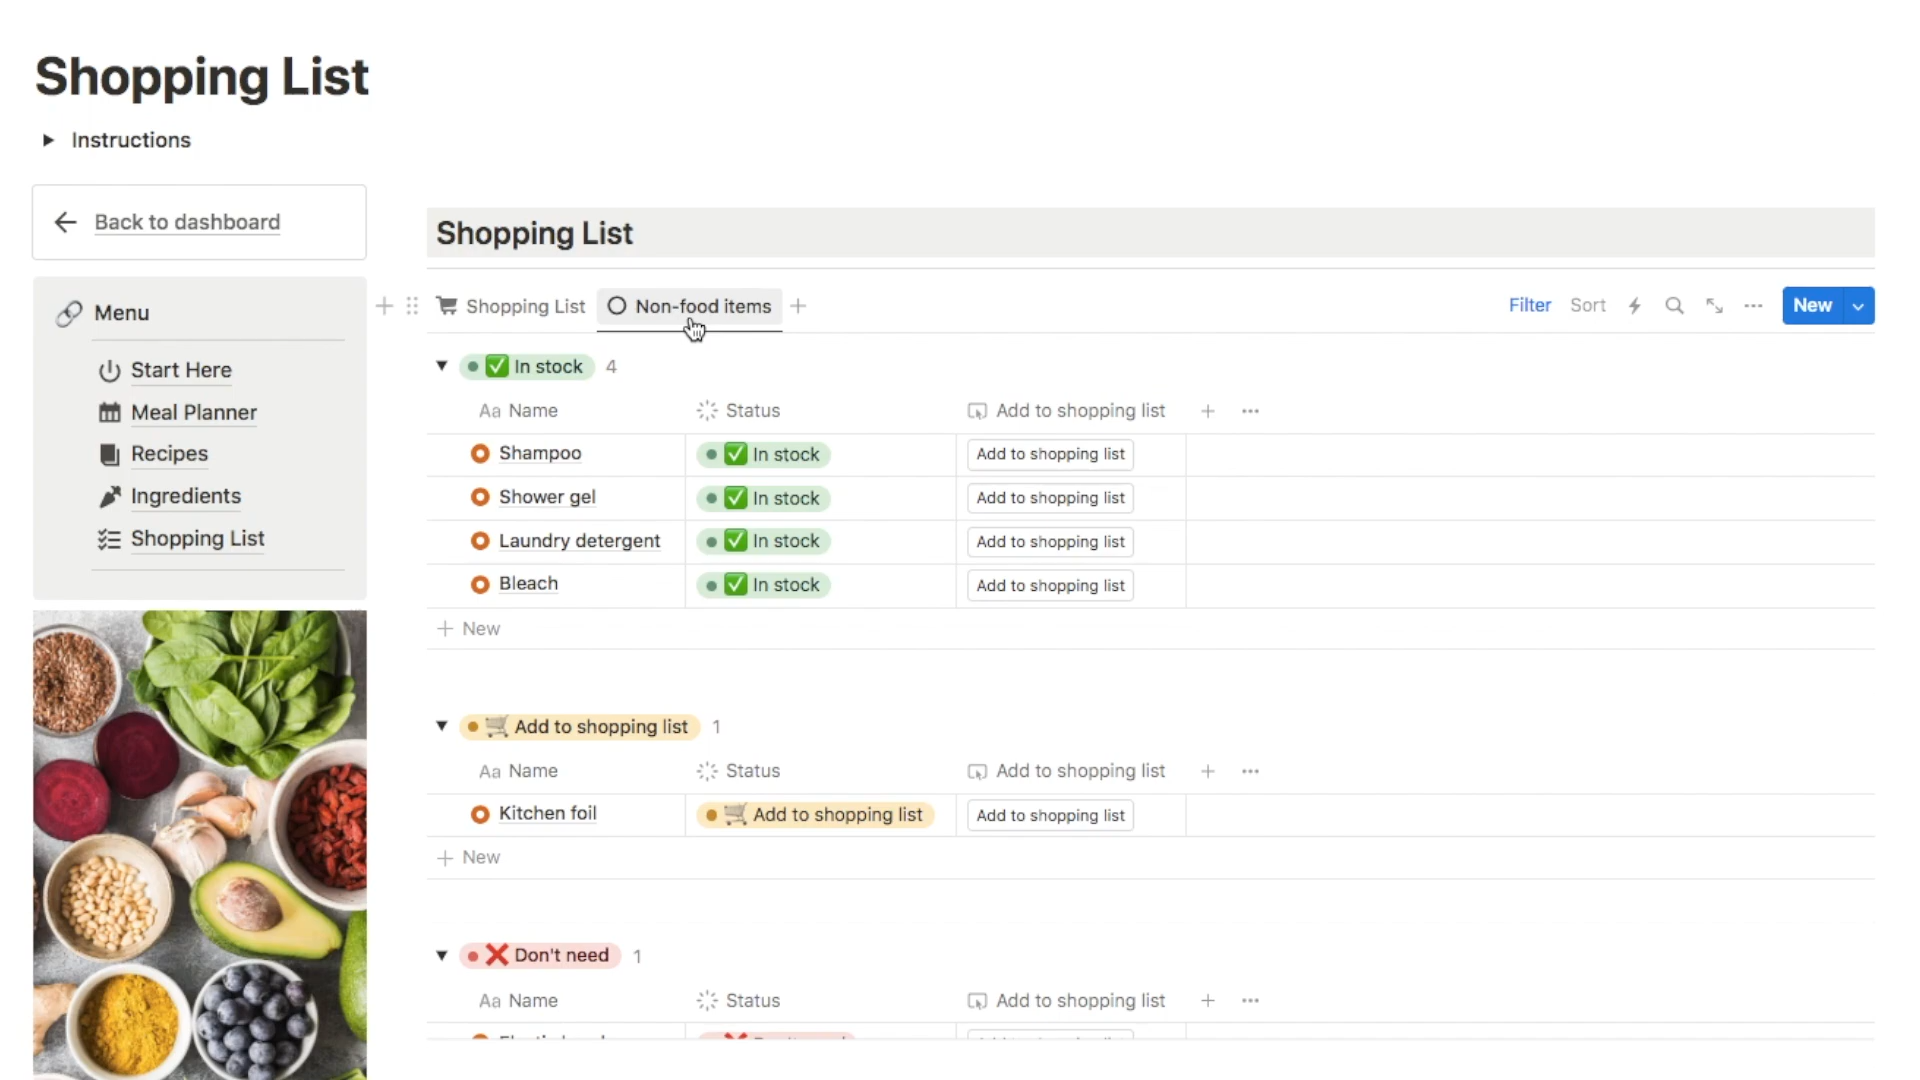 Shopping List
Instructions
Back to dashboard
Menu
Start Here
Meal Planner
Recipes
Ingredients
Shopping List
Shopping List
Shopping List Non-food items
Filter Sort New
In stock 4
Aa Name Status Add to shopping list
Shampoo In stock Add to shopping list
Shower gel In stock Add to shopping list
Laundry detergent In stock Add to shopping list
Bleach In stock Add to shopping list
New
Add to shopping list 1
Aa Name Status Add to shopping list
Kitchen foil Add to shopping list Add to shopping list
New
Don't need 1
Aa Name Status Add to shopping list